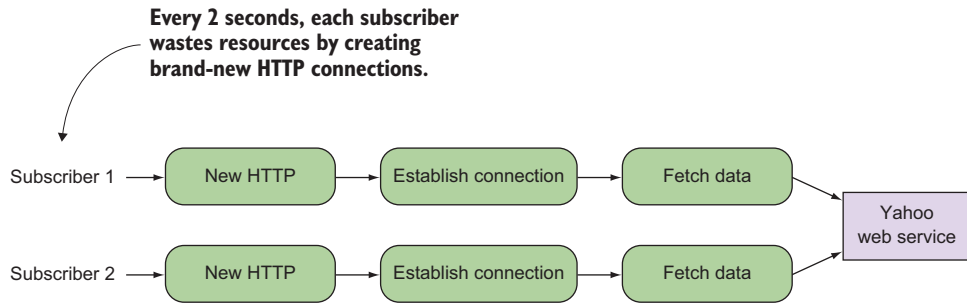 Every 2 seconds, each subscriber
wastes resources by creating
brand-new HTTP connections.
Subscriber 1
New HTTP
Establish connection
Fetch data
Yahoo
web service
Subscriber 2
New HTTP
Establish connection
Fetch data